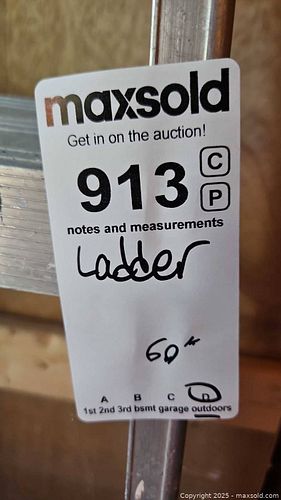 maxsold
Get in on the auction!
913 C
P
notes and measurements
Ladder
60"
A B C D
1st 2nd 3rd bsmt garage outdoors
Copyright © 2025 - maxsold.com